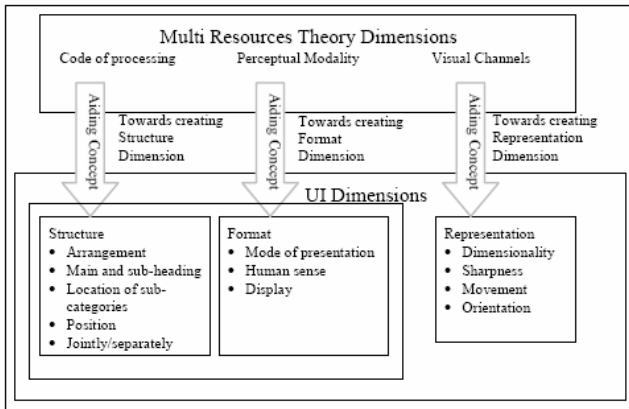 Multi Resources Theory Dimensions
Code of processing
Perceptual Modality
Visual Channels
Aiding Concept
Towards creating
Structure
Dimension
Aiding Concept
Towards creating
Format
Dimension
Aiding Concept
Towards creating
Representation
Dimension
UI Dimensions
Structure
• Arrangement
• Main and sub-heading
• Location of sub-
categories
• Position
• Jointly/separately
Format
• Mode of presentation
• Human sense
• Display
Representation
• Dimensionality
• Sharpness
• Movement
• Orientation